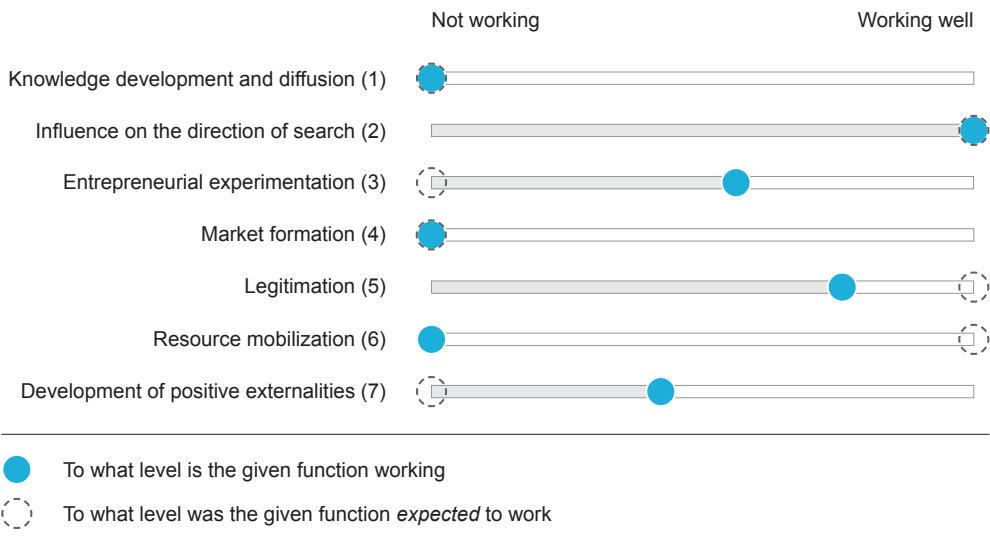 Not working Working well
Knowledge development and diffusion (1)
Influence on the direction of search (2)
Entrepreneurial experimentation (3)
Market formation (4)
Legitimation (5)
Resource mobilization (6)
Development of positive externalities (7)
To what level is the given function working
To what level was the given function expected to work